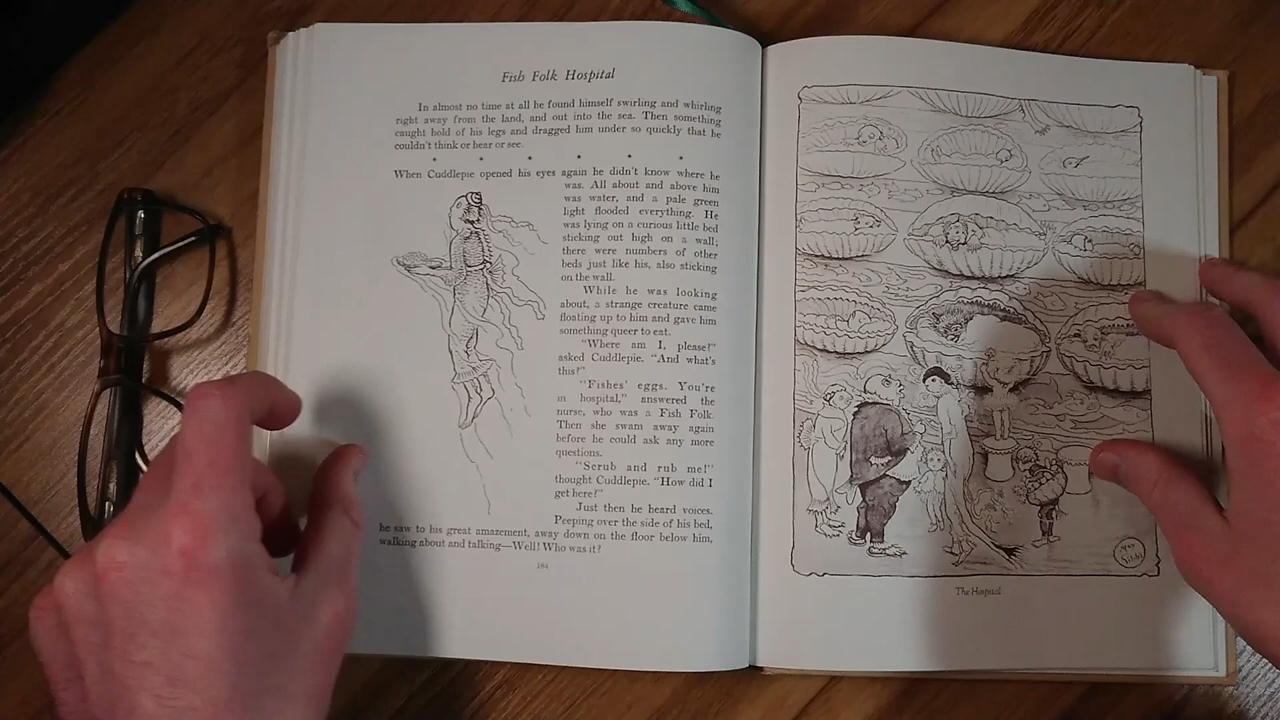 Fish Folk Hospital
In almost no time at all he found himself swirling and whirling
right away from the land, and out into the sea. Then something
caught hold of his legs and dragged him under so quickly that he
couldn't think or hear or see.
* * * * * *
When Cuddlepie opened his eyes again he didn't know where he
was. All about and above him
was water, and a pale green
light flooded everything. He
was lying on a curious little bed
sticking out high on a wall;
there were numbers of other
beds just like his, also sticking
on the wall.
While he was looking
about, a strange creature came
floating up to him and gave him
something queer to eat.
"Where am I, please?"
asked Cuddlepie. "And what's
this?"
"Fishes' eggs. You're
in hospital," answered the
nurse, who was a Fish Folk.
Then she swam away again
before he could ask any more
questions.
"Scrub and rub me!"
thought Cuddlepie. "How did I
get here?"
Just then he heard voices.
Peeping over the side of his bed,
he saw to his great amazement, away down on the floor below him,
walking about and talking—Well! Who was it?
184
The Hospital